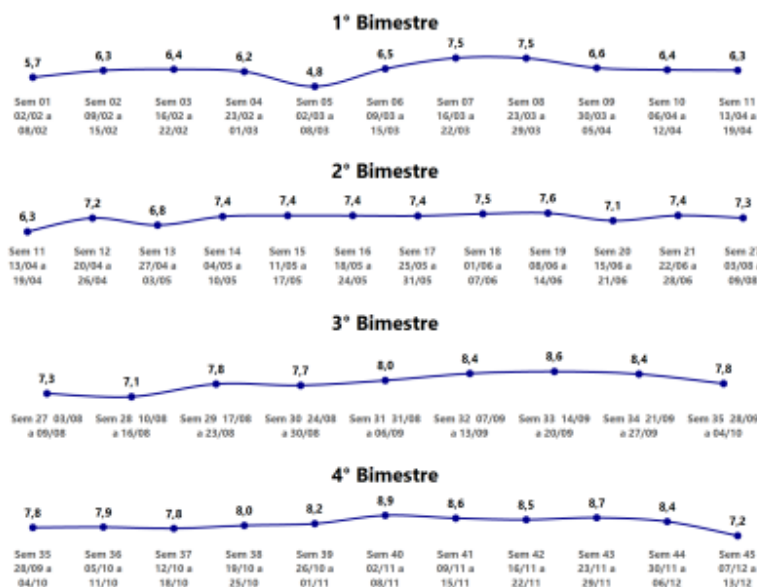 1° Bimestre
5,7 6,3 6,4 6,2 4,8 6,5 7,5 7,5 6,6 6,4 6,3
Sem 01 Sem 02 Sem 03 Sem 04 Sem 05 Sem 06 Sem 07 Sem 08 Sem 09 Sem 10 Sem 11
02/02 a 09/02 a 16/02 a 23/02 a 02/03 a 09/03 a 16/03 a 23/03 a 30/03 a 06/04 a 13/04 a
08/02 15/02 22/02 01/03 08/03 15/03 22/03 29/03 05/04 12/04 19/04
2° Bimestre
6,3 7,2 6,8 7,4 7,4 7,4 7,4 7,5 7,6 7,1 7,4 7,3
Sem 11 Sem 12 Sem 13 Sem 14 Sem 15 Sem 16 Sem 17 Sem 18 Sem 19 Sem 20 Sem 21 Sem 27
13/04 a 20/04 a 27/04 a 04/05 a 11/05 a 18/05 a 25/05 a 01/06 a 08/06 a 15/06 a 22/06 a 03/08 a
19/04 26/04 03/05 10/05 17/05 24/05 31/05 07/06 14/06 21/06 28/06 09/08
3° Bimestre
7,3 7,1 7,8 7,7 8,0 8,4 8,6 8,4 7,8
Sem 27 03/08 Sem 28 10/08 Sem 29 17/08 Sem 30 24/08 Sem 31 31/08 Sem 32 07/09 Sem 33 14/09 Sem 34 21/09 Sem 35 28/09
a 09/08 a 16/08 a 23/08 a 30/08 a 06/09 a 13/09 a 20/09 a 27/09 a 04/10
4° Bimestre
7,8 7,9 7,8 8,0 8,2 8,9 8,6 8,5 8,7 8,4 7,2
Sem 35 Sem 36 Sem 37 Sem 38 Sem 39 Sem 40 Sem 41 Sem 42 Sem 43 Sem 44 Sem 45
28/09 a 05/10 a 12/10 a 19/10 a 26/10 a 02/11 a 09/11 a 16/11 a 23/11 a 30/11 a 07/12 a
04/10 11/10 18/10 25/10 01/11 08/11 15/11 22/11 29/11 06/12 13/12